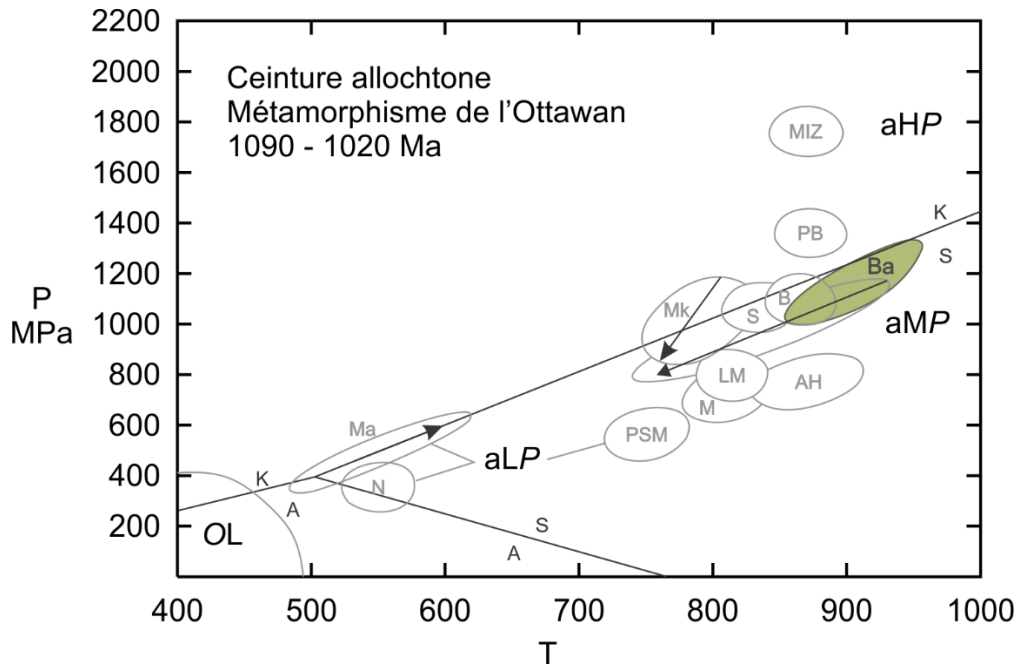 2200
2000
1800
1600
1400
1200
1000
800
600
400
200
P
MPa
Ceinture allochtone
Métamorphisme de l'Ottawan
1090 - 1020 Ma
MIZ
aHP
PB
K
S
Ba
B
Mk
S
aMP
LM
AH
M
Ma
PSM
aLP
K
N
A
S
A
OL
400
500
600
700
800
900
1000
T